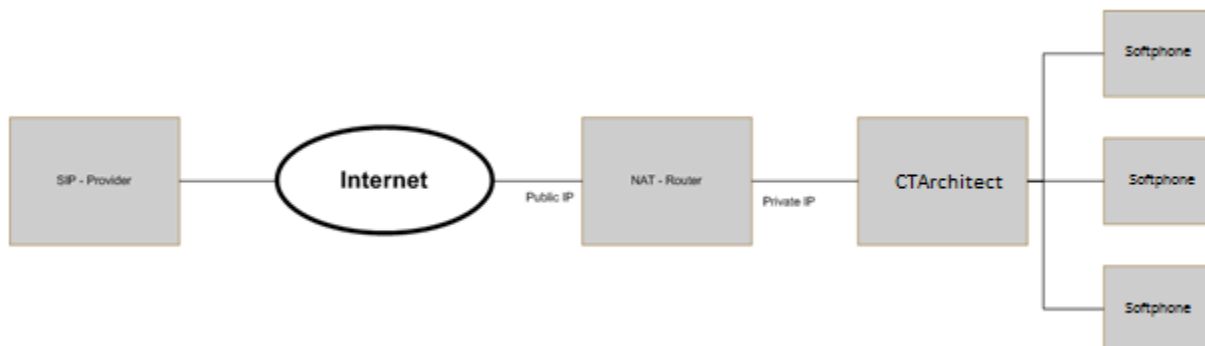 SIP - Provider
Internet
Public IP
NAT - Router
Private IP
CTArchitect
Softphone
Softphone
Softphone